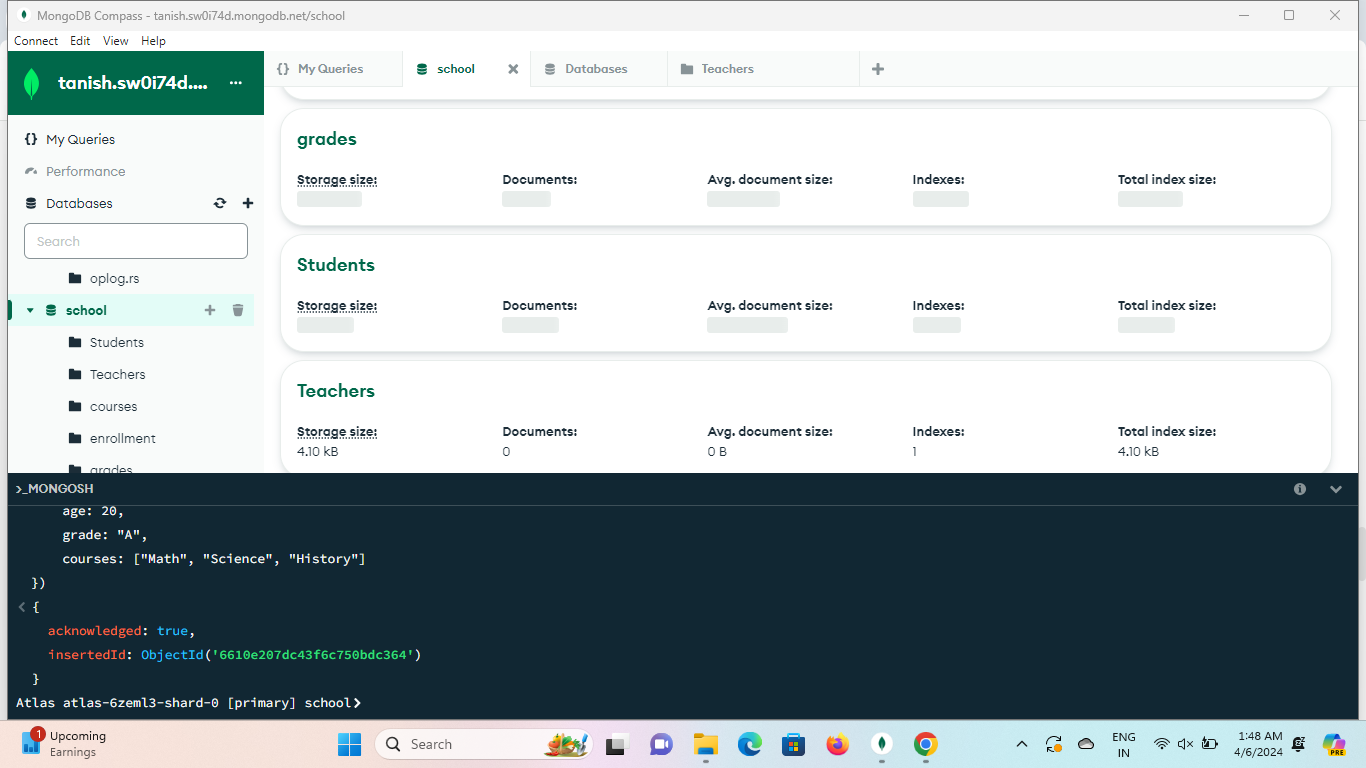 MongoDB Compass - tanish.sw0i74d.mongodb.net/school
Connect Edit View Help
tanish.sw0i74d.... ...
{} My Queries
school
Databases
Teachers
{} My Queries
Performance
Databases
Search
oplog.rs
school
Students
Teachers
courses
enrollment
grades
grades
Storage size: Documents: Avg. document size: Indexes: Total index size:
Students
Storage size: Documents: Avg. document size: Indexes: Total index size:
Teachers
Storage size: Documents: Avg. document size: Indexes: Total index size:
4.10 kB 0 0 B 1 4.10 kB
>_MONGOSH
age: 20,
grade: "A",
courses: ["Math", "Science", "History"]
})
{
acknowledged: true,
insertedId: ObjectId('6610e207dc43f6c750bdc364')
}
Atlas atlas-6zeml3-shard-0 [primary] school>
1
Upcoming
Earnings
Search
ENG
IN
1:48 AM
4/6/2024
PRE